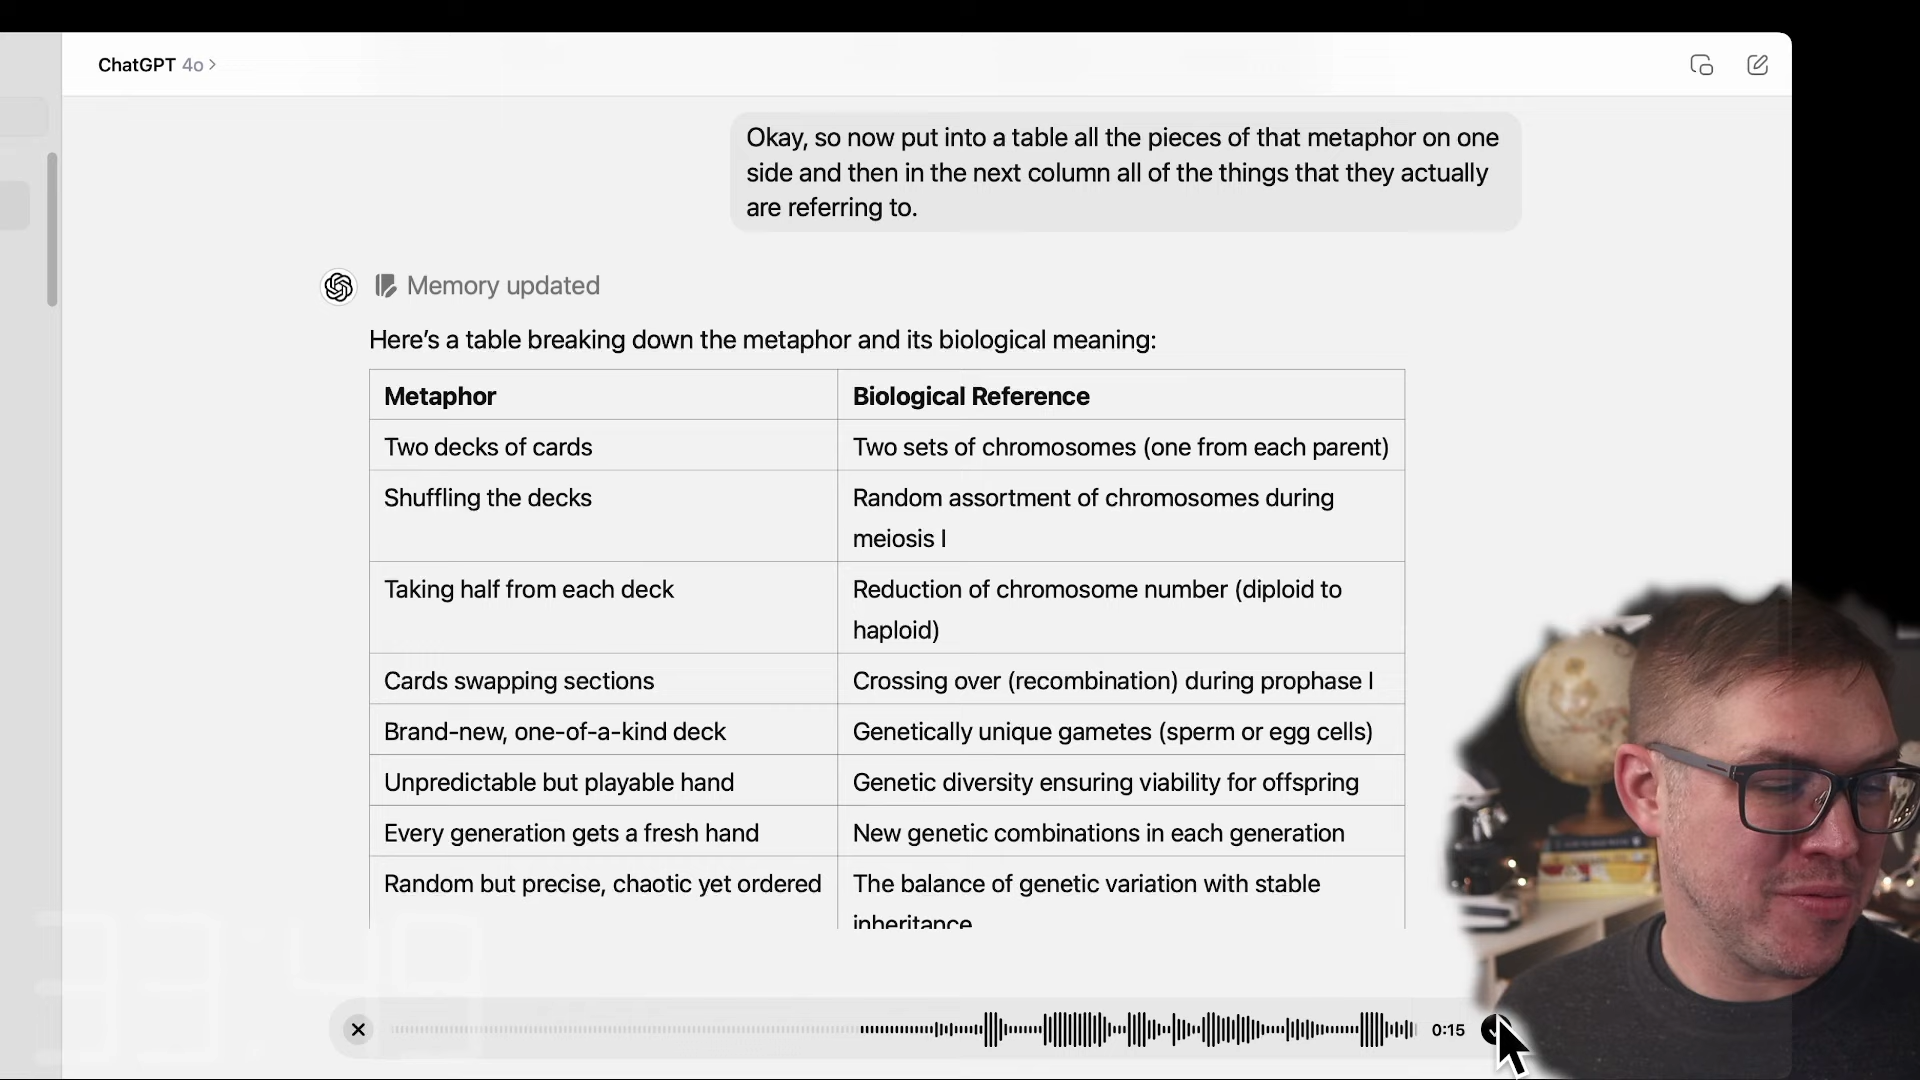 ChatGPT 4o >
Okay, so now put into a table all the pieces of that metaphor on one
side and then in the next column all of the things that they actually
are referring to.
Memory updated
Here's a table breaking down the metaphor and its biological meaning:
Metaphor Biological Reference
Two decks of cards Two sets of chromosomes (one from each parent)
Shuffling the decks Random assortment of chromosomes during
meiosis I
Taking half from each deck Reduction of chromosome number (diploid to
haploid)
Cards swapping sections Crossing over (recombination) during prophase I
Brand-new, one-of-a-kind deck Genetically unique gametes (sperm or egg cells)
Unpredictable but playable hand Genetic diversity ensuring viability for offspring
Every generation gets a fresh hand New genetic combinations in each generation
Random but precise, chaotic yet ordered The balance of genetic variation with stable
inheritance
33:49
0:15